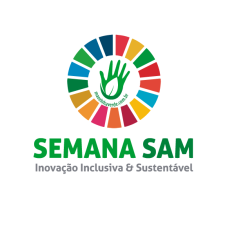 SEMANA SAM
Inovação Inclusiva & Sustentável